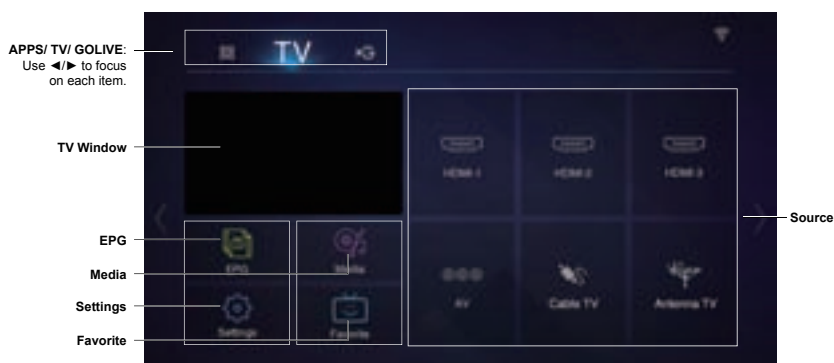 APPS/ TV/ GOLIVE:
Use ◄/► to focus
on each item.
TV
TV Window
HDMI 1
HDMI 2
HDMI 3
Source
EPG
EPG
Media
Media
Settings
Settings
Favorite
Favorite
AV
Cable TV
Antenna TV